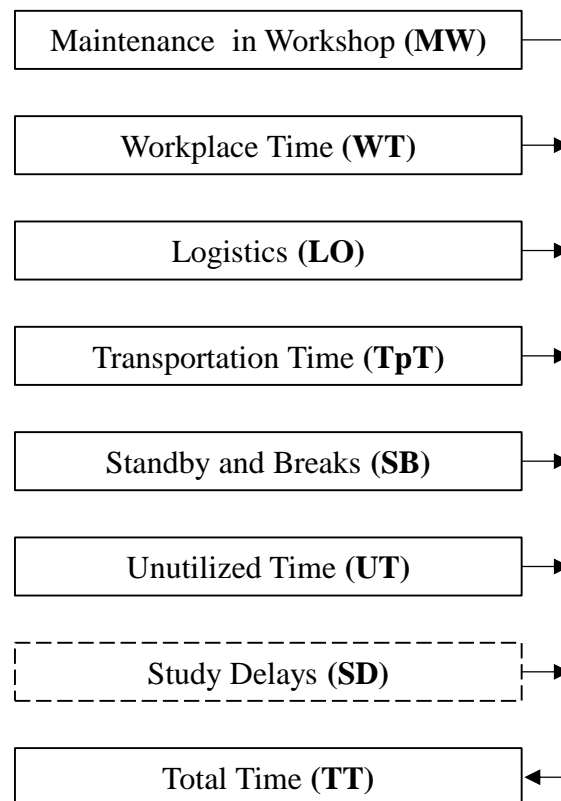 Maintenance in Workshop (MW)
Workplace Time (WT)
Logistics (LO)
Transportation Time (TpT)
Standby and Breaks (SB)
Unutilized Time (UT)
Study Delays (SD)
Total Time (TT)